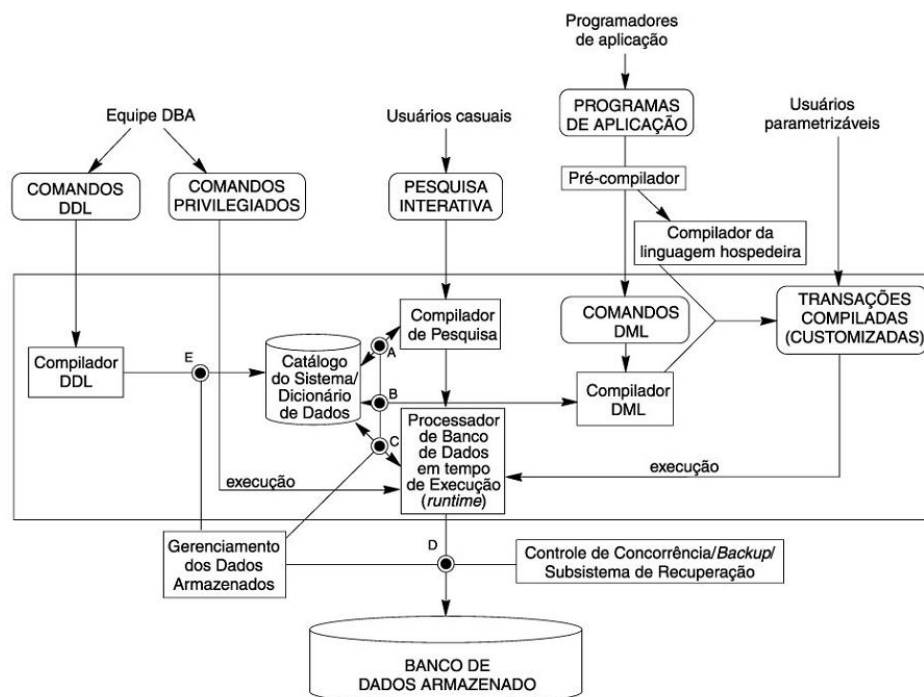 Programadores
de aplicação
Equipe DBA
Usuários casuais
PROGRAMAS
DE APLICAÇÃO
Usuários
parametrizáveis
COMANDOS
DDL
COMANDOS
PRIVILEGIADOS
PESQUISA
INTERATIVA
Pré-compilador
Compilador da
linguagem hospedeira
Compilador
de Pesquisa
COMANDOS
DML
TRANSAÇÕES
COMPILADAS
(CUSTOMIZADAS)
Compilador
DDL
E
Catálogo
do Sistema/
Dicionário
de Dados
A
B
C
Compilador
DML
Processador
de Banco
de Dados
em tempo
de Execução
(runtime)
execução
execução
Gerenciamento
dos Dados
Armazenados
D
Controle de Concorrência/Backup/
Subsistema de Recuperação
BANCO DE
DADOS ARMAZENADO